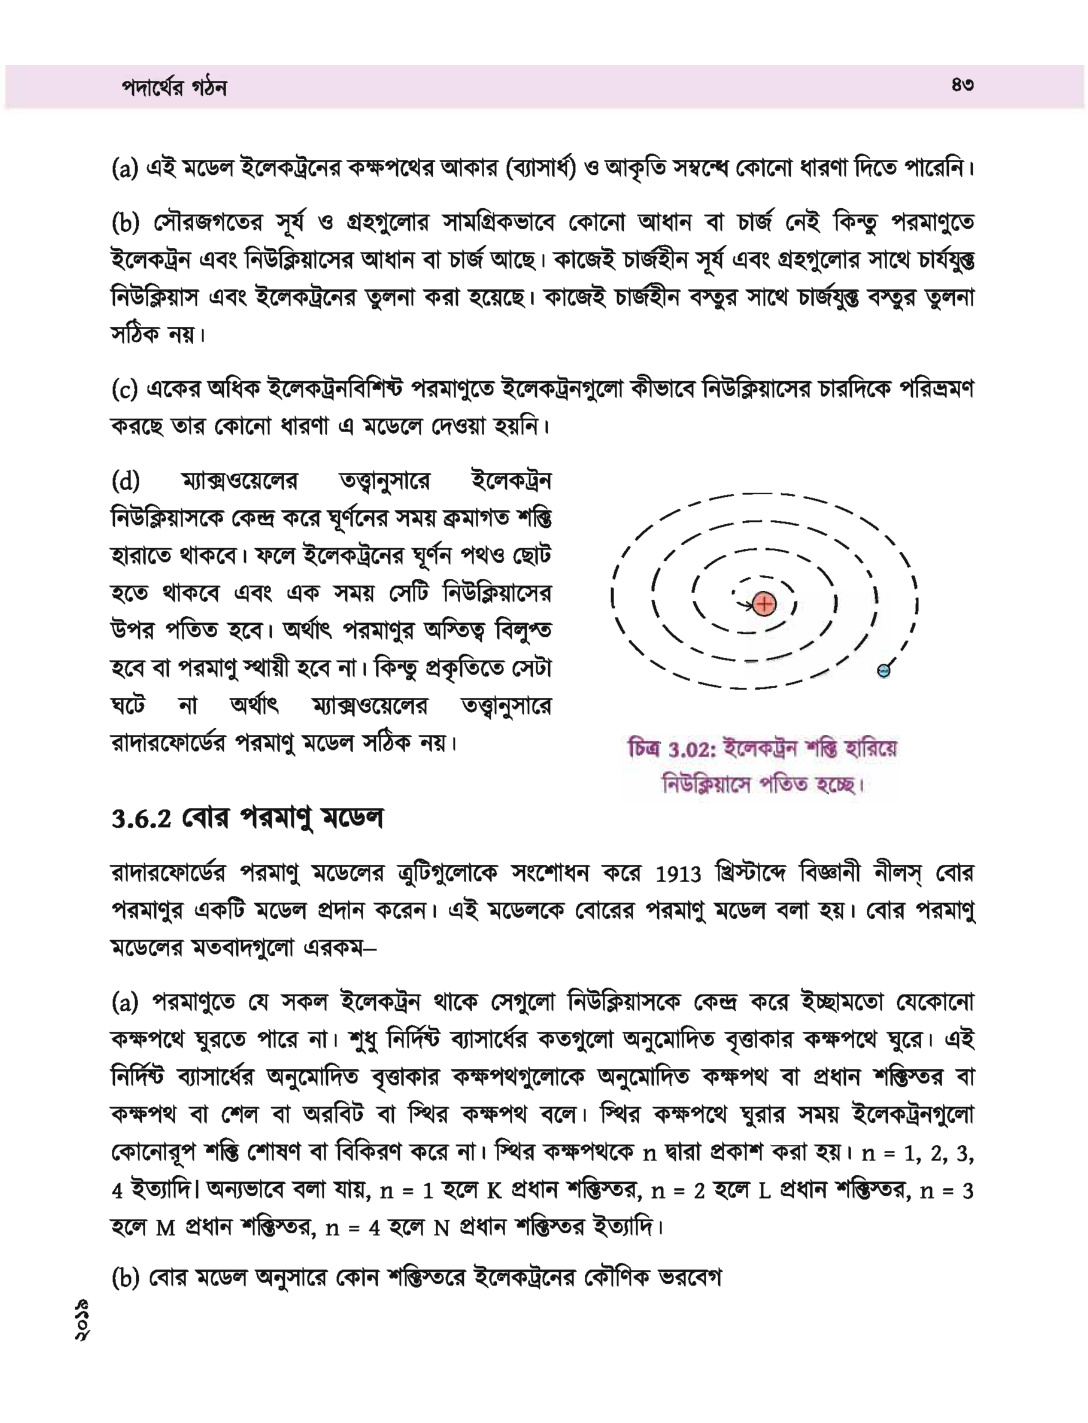 পদার্থের গঠন
৪৩
(a) এই মডেল ইলেকট্রনের কক্ষপথের আকার (ব্যাসার্ধ) ও আকৃতি সম্বন্ধে কোনো ধারণা দিতে পারেনি।
(b) সৌরজগতের সূর্য ও গ্রহগুলোর সামগ্রিকভাবে কোনো আধান বা চার্জ নেই কিন্তু পরমাণুতে
ইলেকট্রন এবং নিউক্লিয়াসের আধান বা চার্জ আছে। কাজেই চার্জহীন সূর্য এবং গ্রহগুলোর সাথে চার্যযুক্ত
নিউক্লিয়াস এবং ইলেকট্রনের তুলনা করা হয়েছে। কাজেই চার্জহীন বস্তুর সাথে চার্জযুক্ত বস্তুর তুলনা
সঠিক নয়।
(c) একের অধিক ইলেকট্রনবিশিষ্ট পরমাণুতে ইলেকট্রনগুলো কীভাবে নিউক্লিয়াসের চারদিকে পরিভ্রমণ
করছে তার কোনো ধারণা এ মডেলে দেওয়া হয়নি।
(d) ম্যাক্সওয়েলের তত্ত্বানুসারে ইলেকট্রন
নিউক্লিয়াসকে কেন্দ্র করে ঘূর্ণনের সময় ক্রমাগত শক্তি
হারাতে থাকবে। ফলে ইলেকট্রনের ঘূর্ণন পথও ছোট
হতে থাকবে এবং এক সময় সেটি নিউক্লিয়াসের
উপর পতিত হবে। অর্থাৎ পরমাণুর অস্তিত্ব বিলুপ্ত
হবে বা পরমাণু স্থায়ী হবে না। কিন্তু প্রকৃতিতে সেটা
ঘটে না অর্থাৎ ম্যাক্সওয়েলের তত্ত্বানুসারে
রাদারফোর্ডের পরমাণু মডেল সঠিক নয়।
+
−
চিত্র 3.02: ইলেকট্রন শক্তি হারিয়ে
নিউক্লিয়াসে পতিত হচ্ছে।
3.6.2 বোর পরমাণু মডেল
রাদারফোর্ডের পরমাণু মডেলের ত্রুটিগুলোকে সংশোধন করে 1913 খ্রিস্টাব্দে বিজ্ঞানী নীলস্ বোর
পরমাণুর একটি মডেল প্রদান করেন। এই মডেলকে বোরের পরমাণু মডেল বলা হয়। বোর পরমাণু
মডেলের মতবাদগুলো এরকম–
(a) পরমাণুতে যে সকল ইলেকট্রন থাকে সেগুলো নিউক্লিয়াসকে কেন্দ্র করে ইচ্ছামতো যেকোনো
কক্ষপথে ঘুরতে পারে না। শুধু নির্দিষ্ট ব্যাসার্ধের কতগুলো অনুমোদিত বৃত্তাকার কক্ষপথে ঘুরে। এই
নির্দিষ্ট ব্যাসার্ধের অনুমোদিত বৃত্তাকার কক্ষপথগুলোকে অনুমোদিত কক্ষপথ বা প্রধান শক্তিস্তর বা
কক্ষপথ বা শেল বা অরবিট বা স্থির কক্ষপথ বলে। স্থির কক্ষপথে ঘুরার সময় ইলেকট্রনগুলো
কোনোরূপ শক্তি শোষণ বা বিকিরণ করে না। স্থির কক্ষপথকে n দ্বারা প্রকাশ করা হয়। n = 1, 2, 3,
4 ইত্যাদি। অন্যভাবে বলা যায়, n = 1 হলে K প্রধান শক্তিস্তর, n = 2 হলে L প্রধান শক্তিস্তর, n = 3
হলে M প্রধান শক্তিস্তর, n = 4 হলে N প্রধান শক্তিস্তর ইত্যাদি।
(b) বোর মডেল অনুসারে কোন শক্তিস্তরে ইলেকট্রনের কৌণিক ভরবেগ
২০১৯